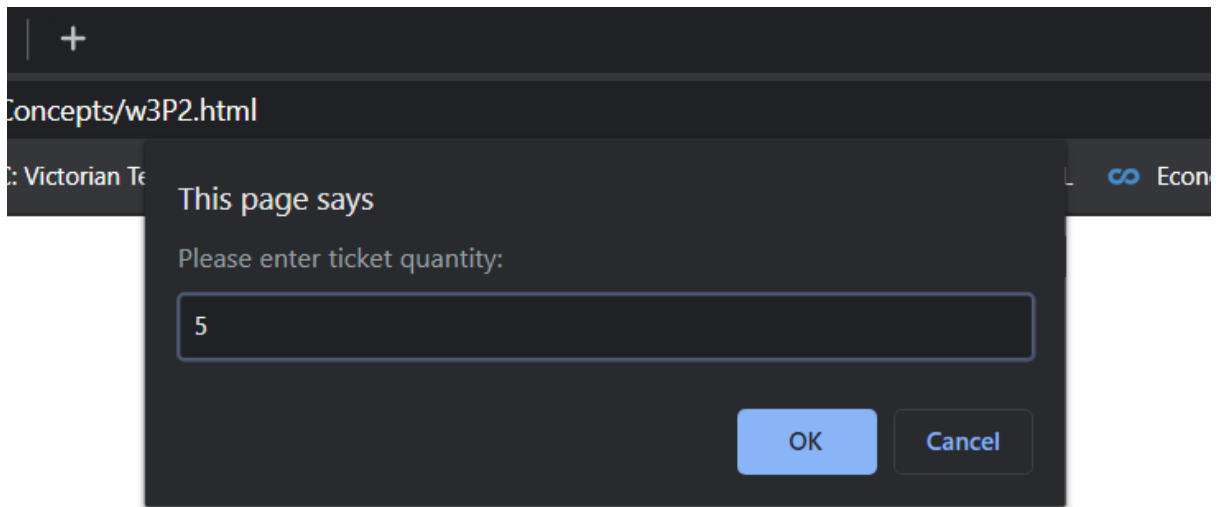 +
Concepts/w3P2.html
C: Victorian Te
L
Econ
This page says
Please enter ticket quantity:
5
OK Cancel